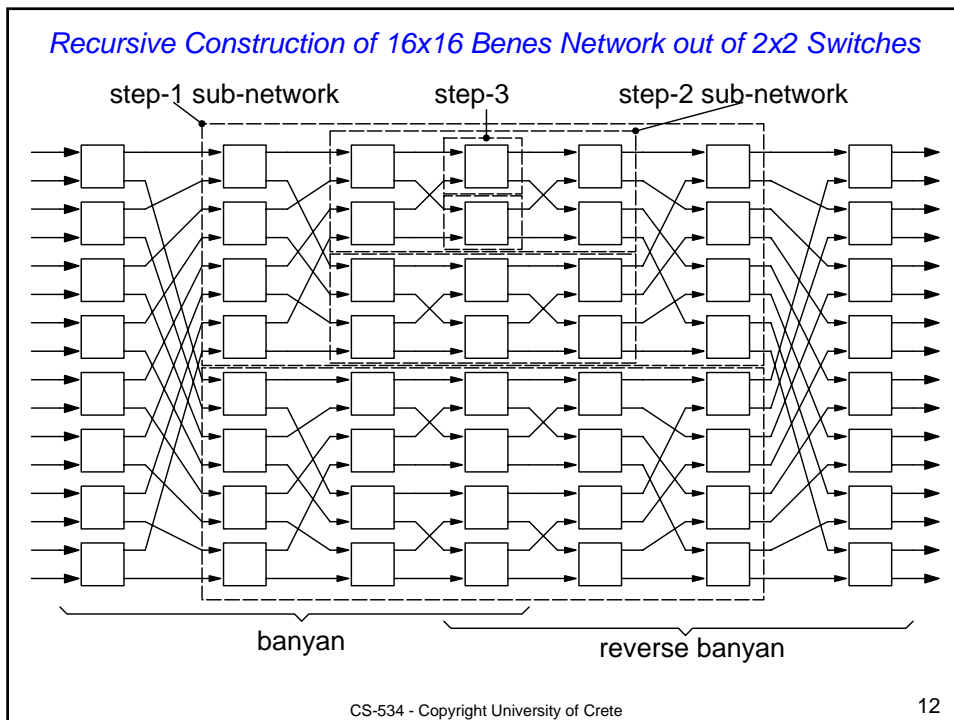 Recursive Construction of 16x16 Benes Network out of 2x2 Switches
step-1 sub-network step-3 step-2 sub-network
banyan reverse banyan
CS-534 - Copyright University of Crete 12